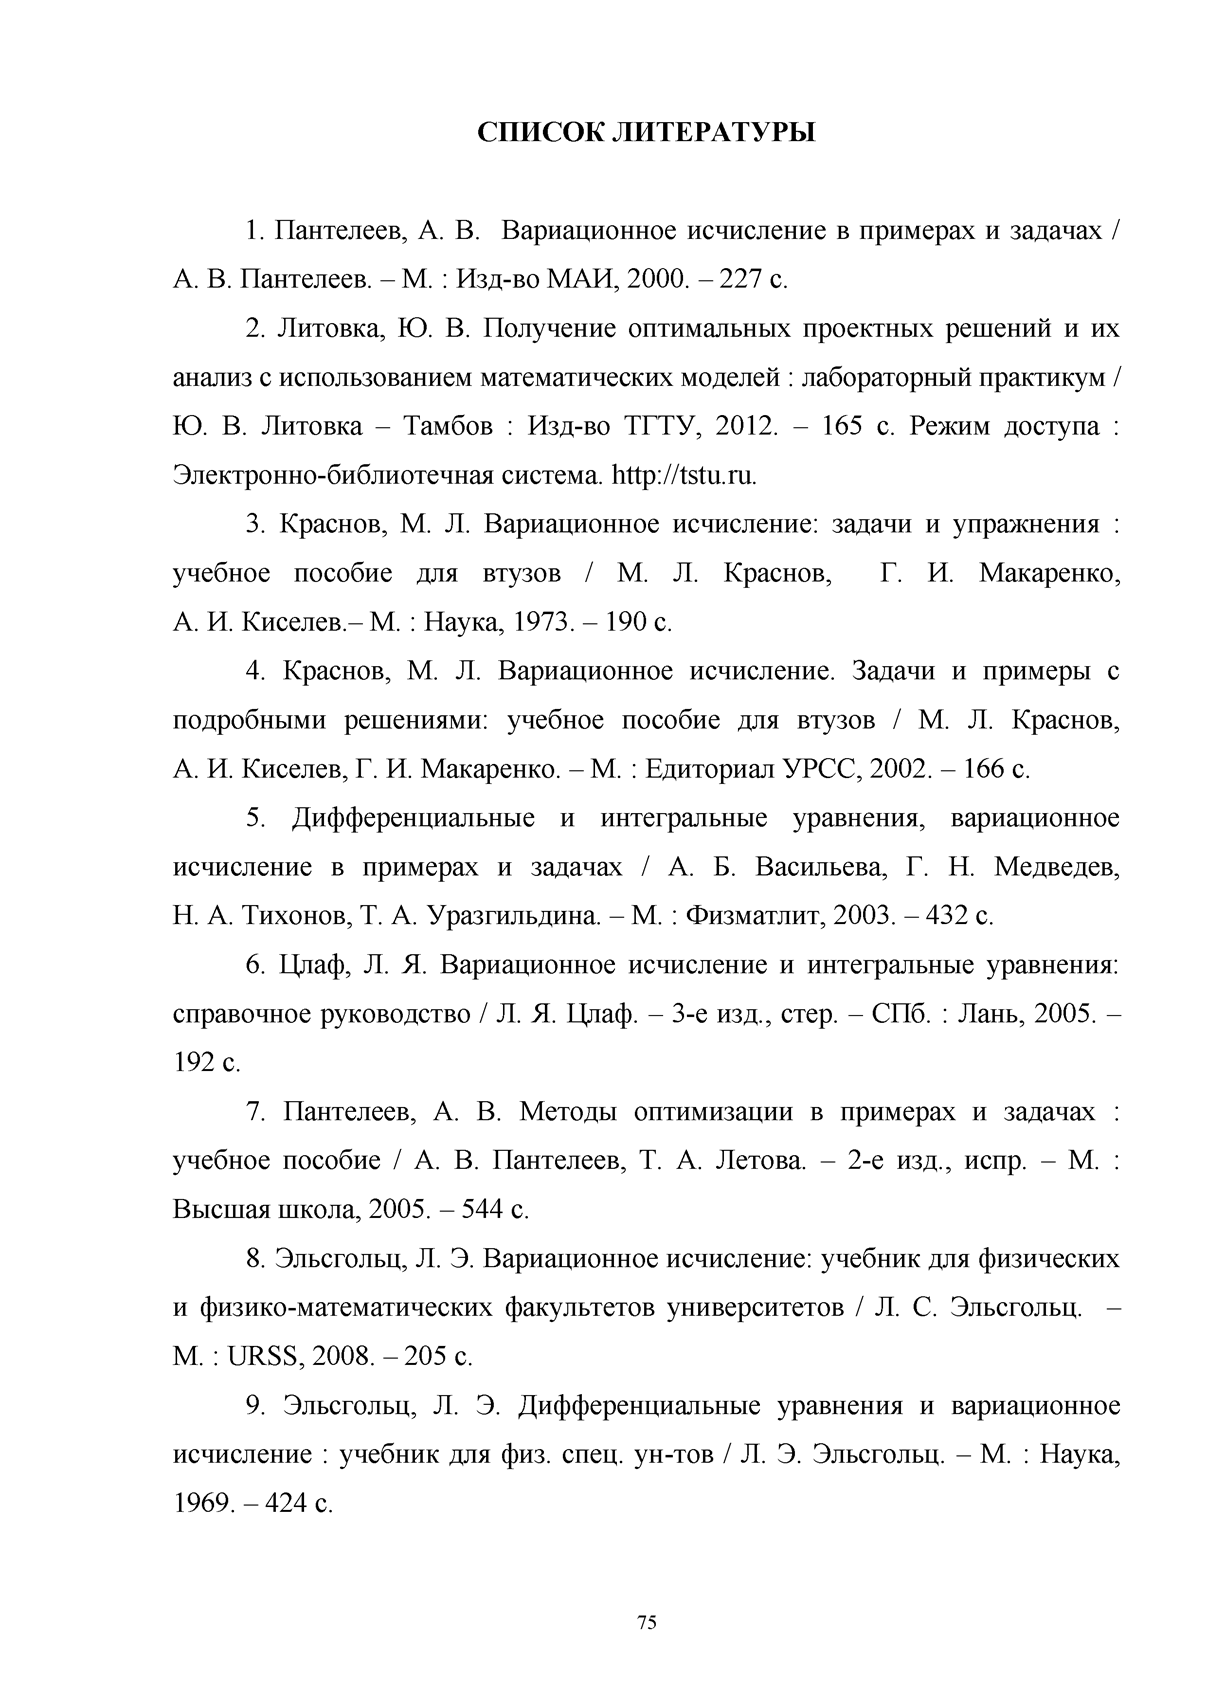 СПИСОК ЛИТЕРАТУРЫ
1. Пантелеев, А. В. Вариационное исчисление в примерах и задачах /
А. В. Пантелеев. – М. : Изд-во МАИ, 2000. – 227 с.
2. Литовка, Ю. В. Получение оптимальных проектных решений и их
анализ с использованием математических моделей : лабораторный практикум /
Ю. В. Литовка – Тамбов : Изд-во ТГТУ, 2012. – 165 с. Режим доступа :
Электронно-библиотечная система. http://tstu.ru.
3. Краснов, М. Л. Вариационное исчисление: задачи и упражнения :
учебное пособие для втузов / М. Л. Краснов, Г. И. Макаренко,
А. И. Киселев.– М. : Наука, 1973. – 190 с.
4. Краснов, М. Л. Вариационное исчисление. Задачи и примеры с
подробными решениями: учебное пособие для втузов / М. Л. Краснов,
А. И. Киселев, Г. И. Макаренко. – М. : Едиториал УРСС, 2002. – 166 с.
5. Дифференциальные и интегральные уравнения, вариационное
исчисление в примерах и задачах / А. Б. Васильева, Г. Н. Медведев,
Н. А. Тихонов, Т. А. Уразгильдина. – М. : Физматлит, 2003. – 432 с.
6. Цлаф, Л. Я. Вариационное исчисление и интегральные уравнения:
справочное руководство / Л. Я. Цлаф. – 3-е изд., стер. – СПб. : Лань, 2005. –
192 с.
7. Пантелеев, А. В. Методы оптимизации в примерах и задачах :
учебное пособие / А. В. Пантелеев, Т. А. Летова. – 2-е изд., испр. – М. :
Высшая школа, 2005. – 544 с.
8. Эльсгольц, Л. Э. Вариационное исчисление: учебник для физических
и физико-математических факультетов университетов / Л. С. Эльсгольц. –
М. : URSS, 2008. – 205 с.
9. Эльсгольц, Л. Э. Дифференциальные уравнения и вариационное
исчисление : учебник для физ. спец. ун-тов / Л. Э. Эльсгольц. – М. : Наука,
1969. – 424 с.
75